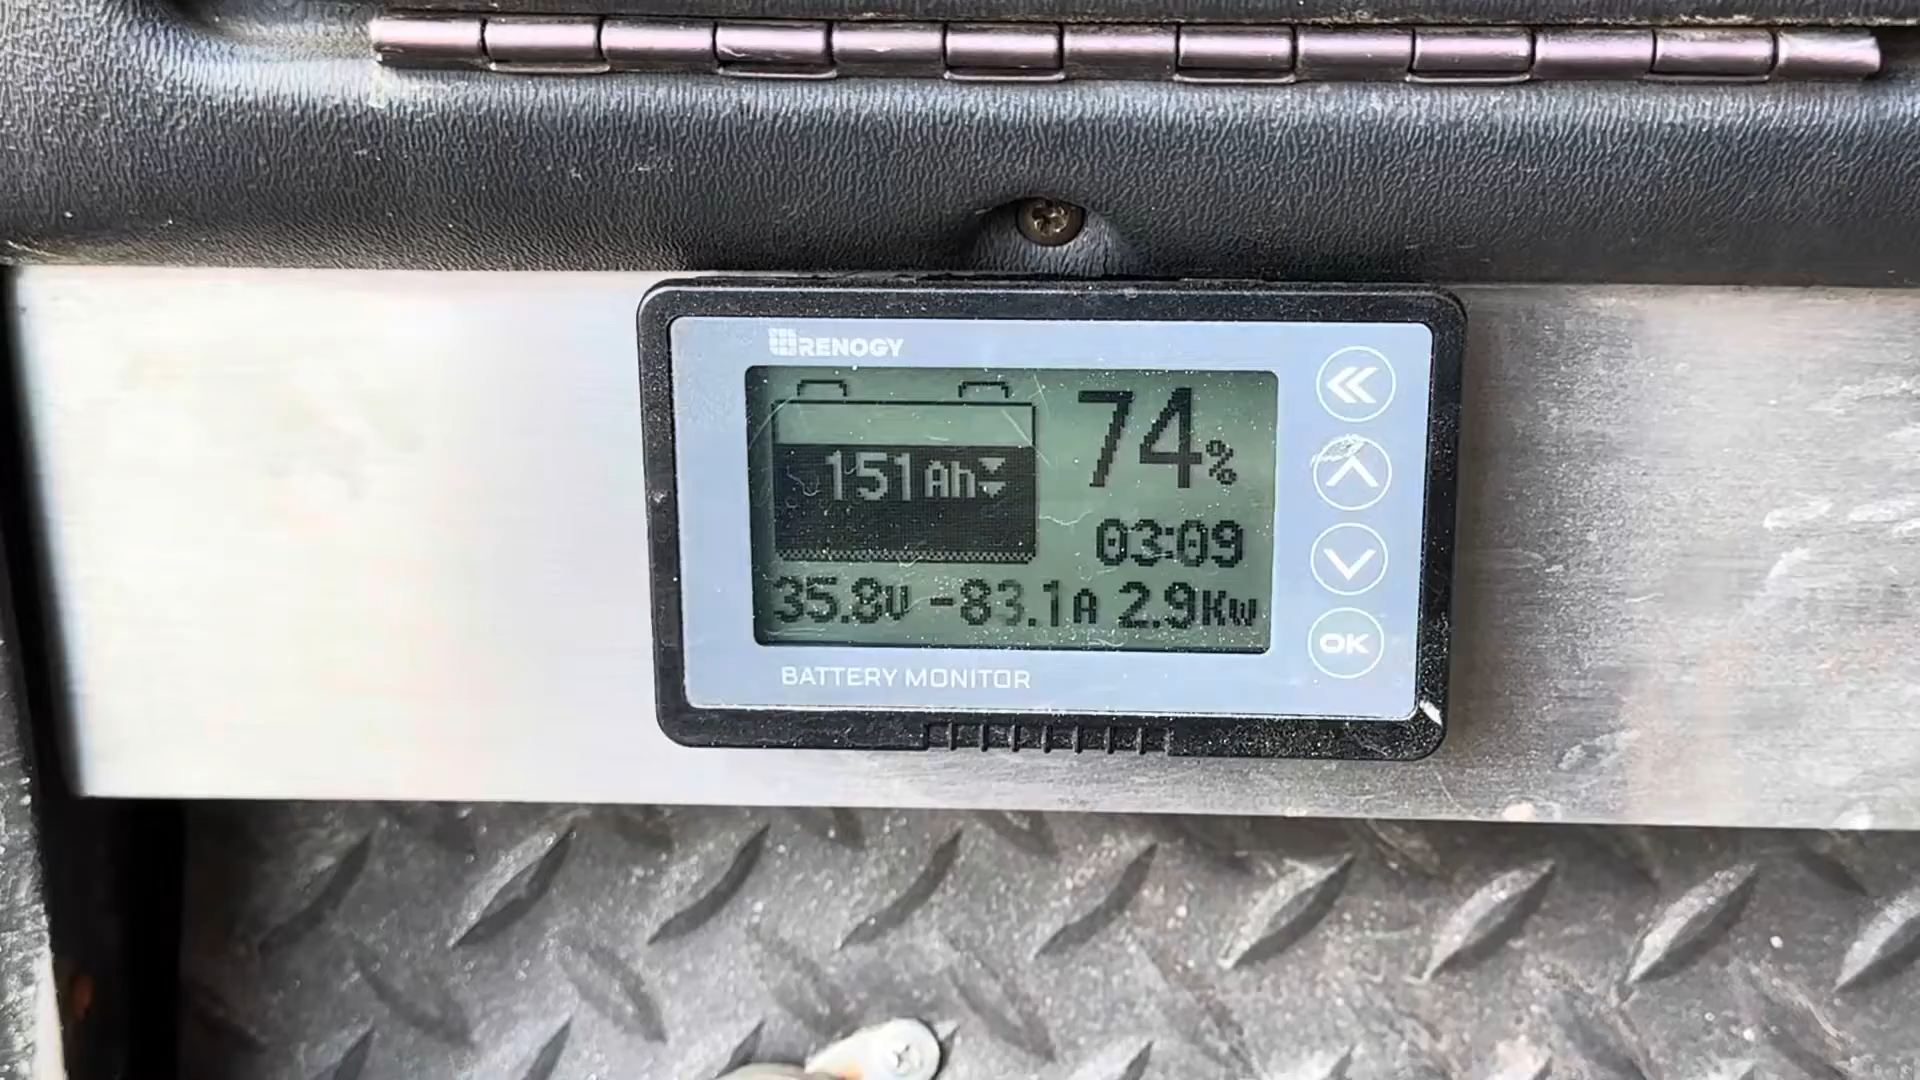 RENOGY
74%
151Ah
03:09
35.8V -83.1A 2.9Kw
OK
BATTERY MONITOR